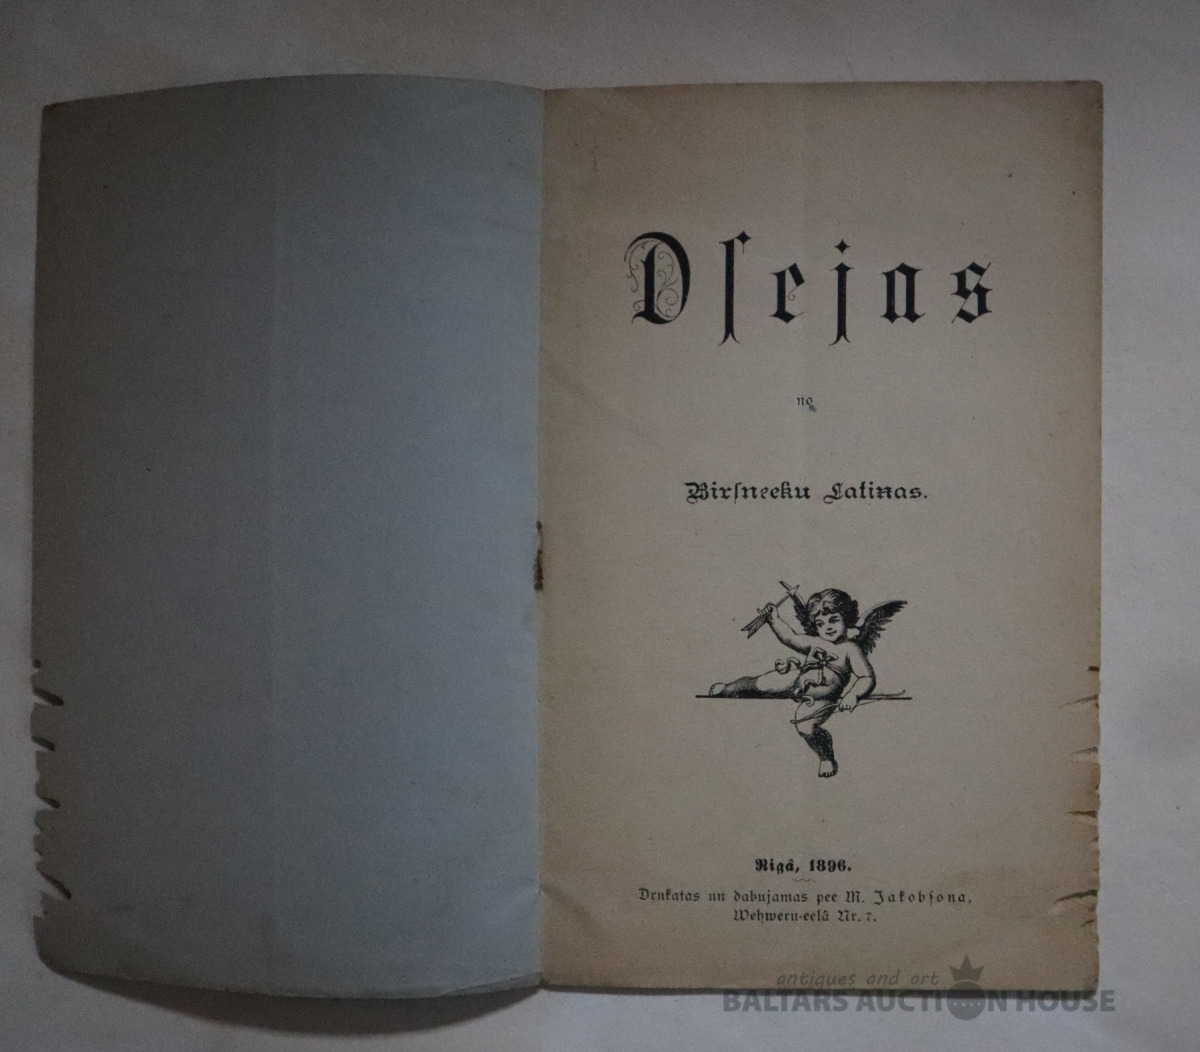 Dſejas
no
Birſneeku Latiņas.
Rigâ, 1896.
Drukatas un dabujamas pee M. Jakobſona,
Wehweru-eelâ Nr. 7.
antiques and art
BALTARS AUCTION HOUSE